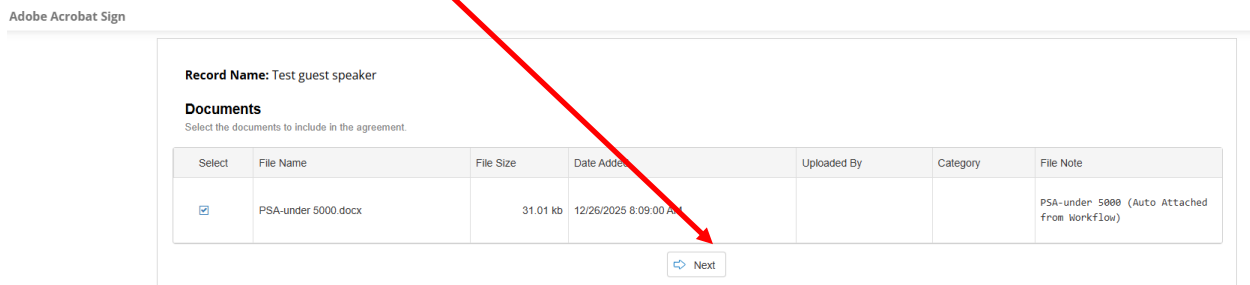 Adobe Acrobat Sign
Record Name: Test guest speaker
Documents
Select the documents to include in the agreement.
Select File Name File Size Date Added Uploaded By Category File Note
PSA-under 5000.docx 31.01 kb 12/26/2025 8:09:00 AM PSA-under 5000 (Auto Attached
from Workflow)
Next